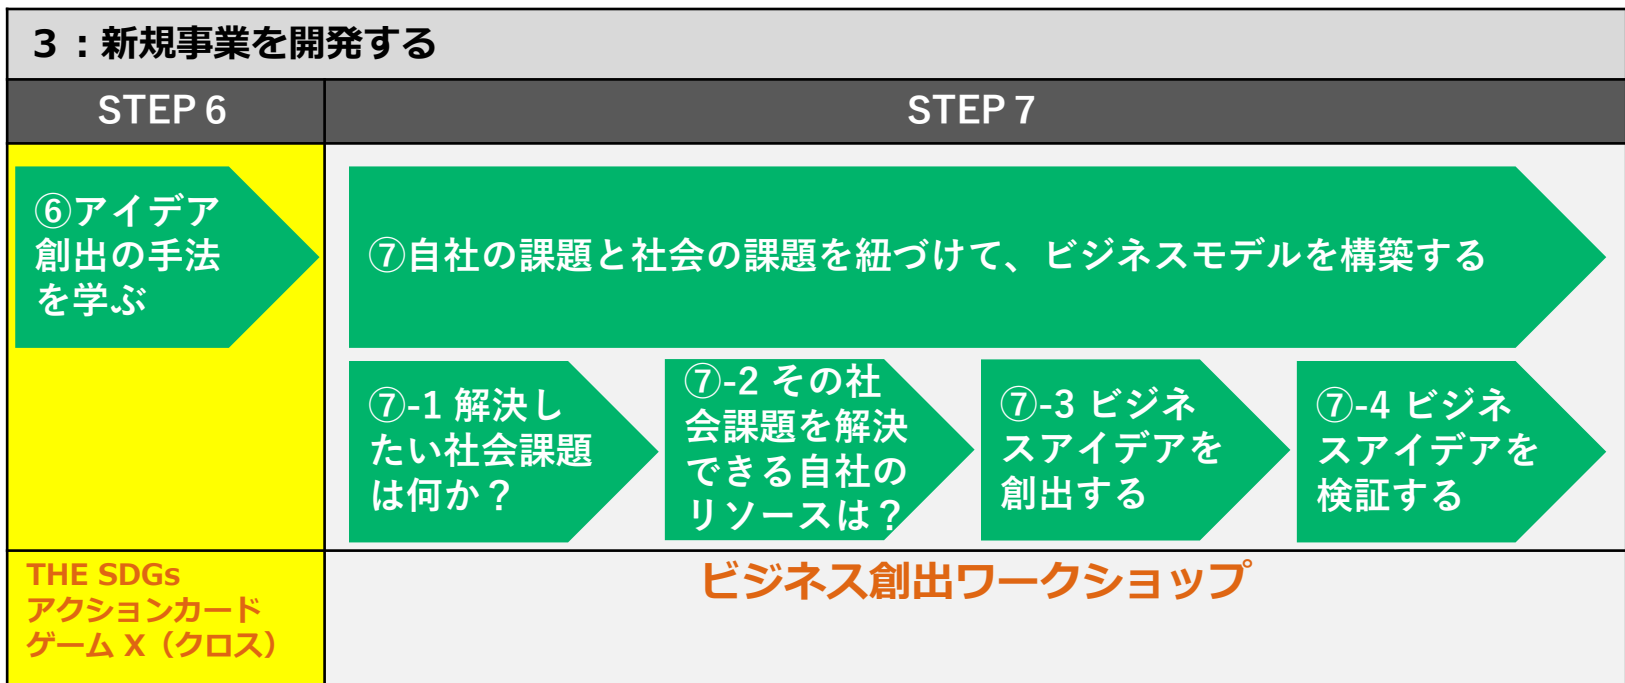 3：新規事業を開発する
STEP 6
STEP 7
⑥アイデア
創出の手法
を学ぶ
⑦自社の課題と社会の課題を紐づけて、ビジネスモデルを構築する
⑦-1 解決し
たい社会課題
は何か？
⑦-2 その社
会課題を解決
できる自社の
リソースは？
⑦-3 ビジネ
スアイデアを
創出する
⑦-4 ビジネ
スアイデアを
検証する
THE SDGs
アクションカード
ゲーム X（クロス）
ビジネス創出ワークショップ